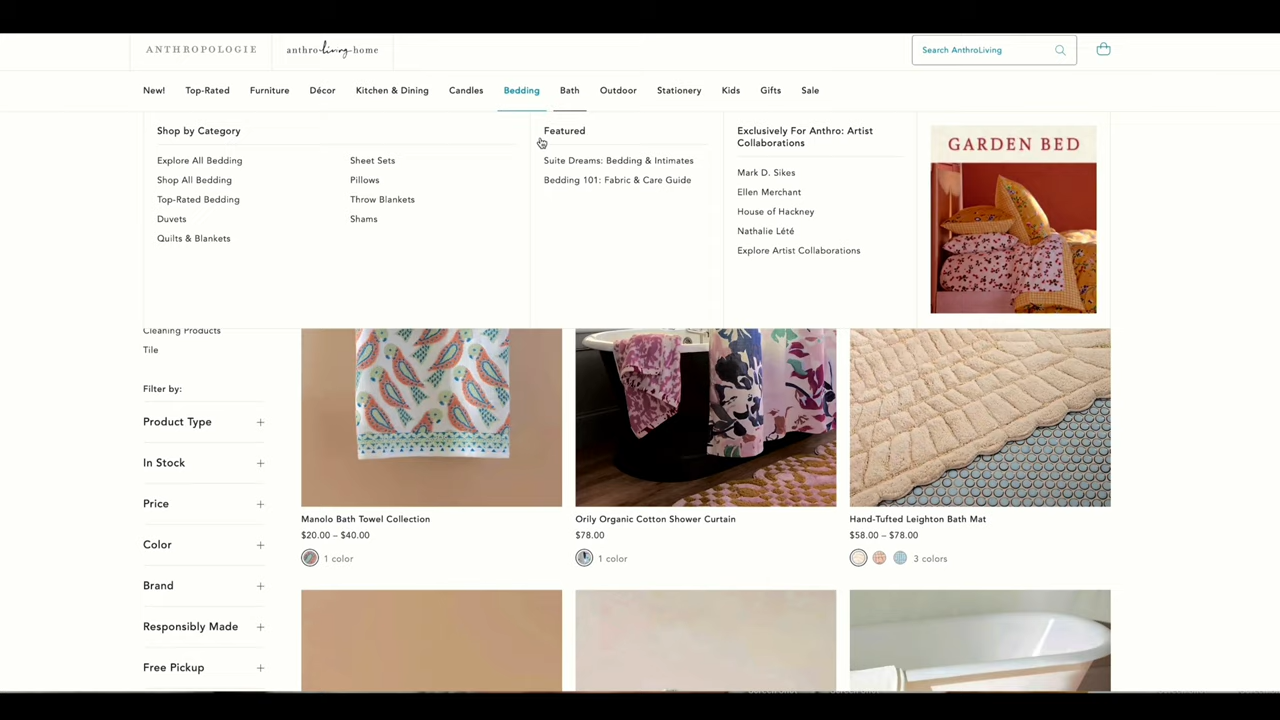 ANTHROPOLOGIE
anthro living home
Search AnthroLiving
New! Top-Rated Furniture Décor Kitchen & Dining Candles Bedding Bath Outdoor Stationery Kids Gifts Sale
Shop by Category
Explore All Bedding
Shop All Bedding
Top-Rated Bedding
Duvets
Quilts & Blankets
Sheet Sets
Pillows
Throw Blankets
Shams
Featured
Suite Dreams: Bedding & Intimates
Bedding 101: Fabric & Care Guide
Exclusively For Anthro: Artist
Collaborations
Mark D. Sikes
Ellen Merchant
House of Hackney
Nathalie Lété
Explore Artist Collaborations
GARDEN BED
Cleaning Products
Tile
Filter by:
Product Type
In Stock
Price
Color
Brand
Responsibly Made
Free Pickup
Manolo Bath Towel Collection
$20.00 – $40.00
1 color
Orily Organic Cotton Shower Curtain
$78.00
1 color
Hand-Tufted Leighton Bath Mat
$58.00 – $78.00
3 colors